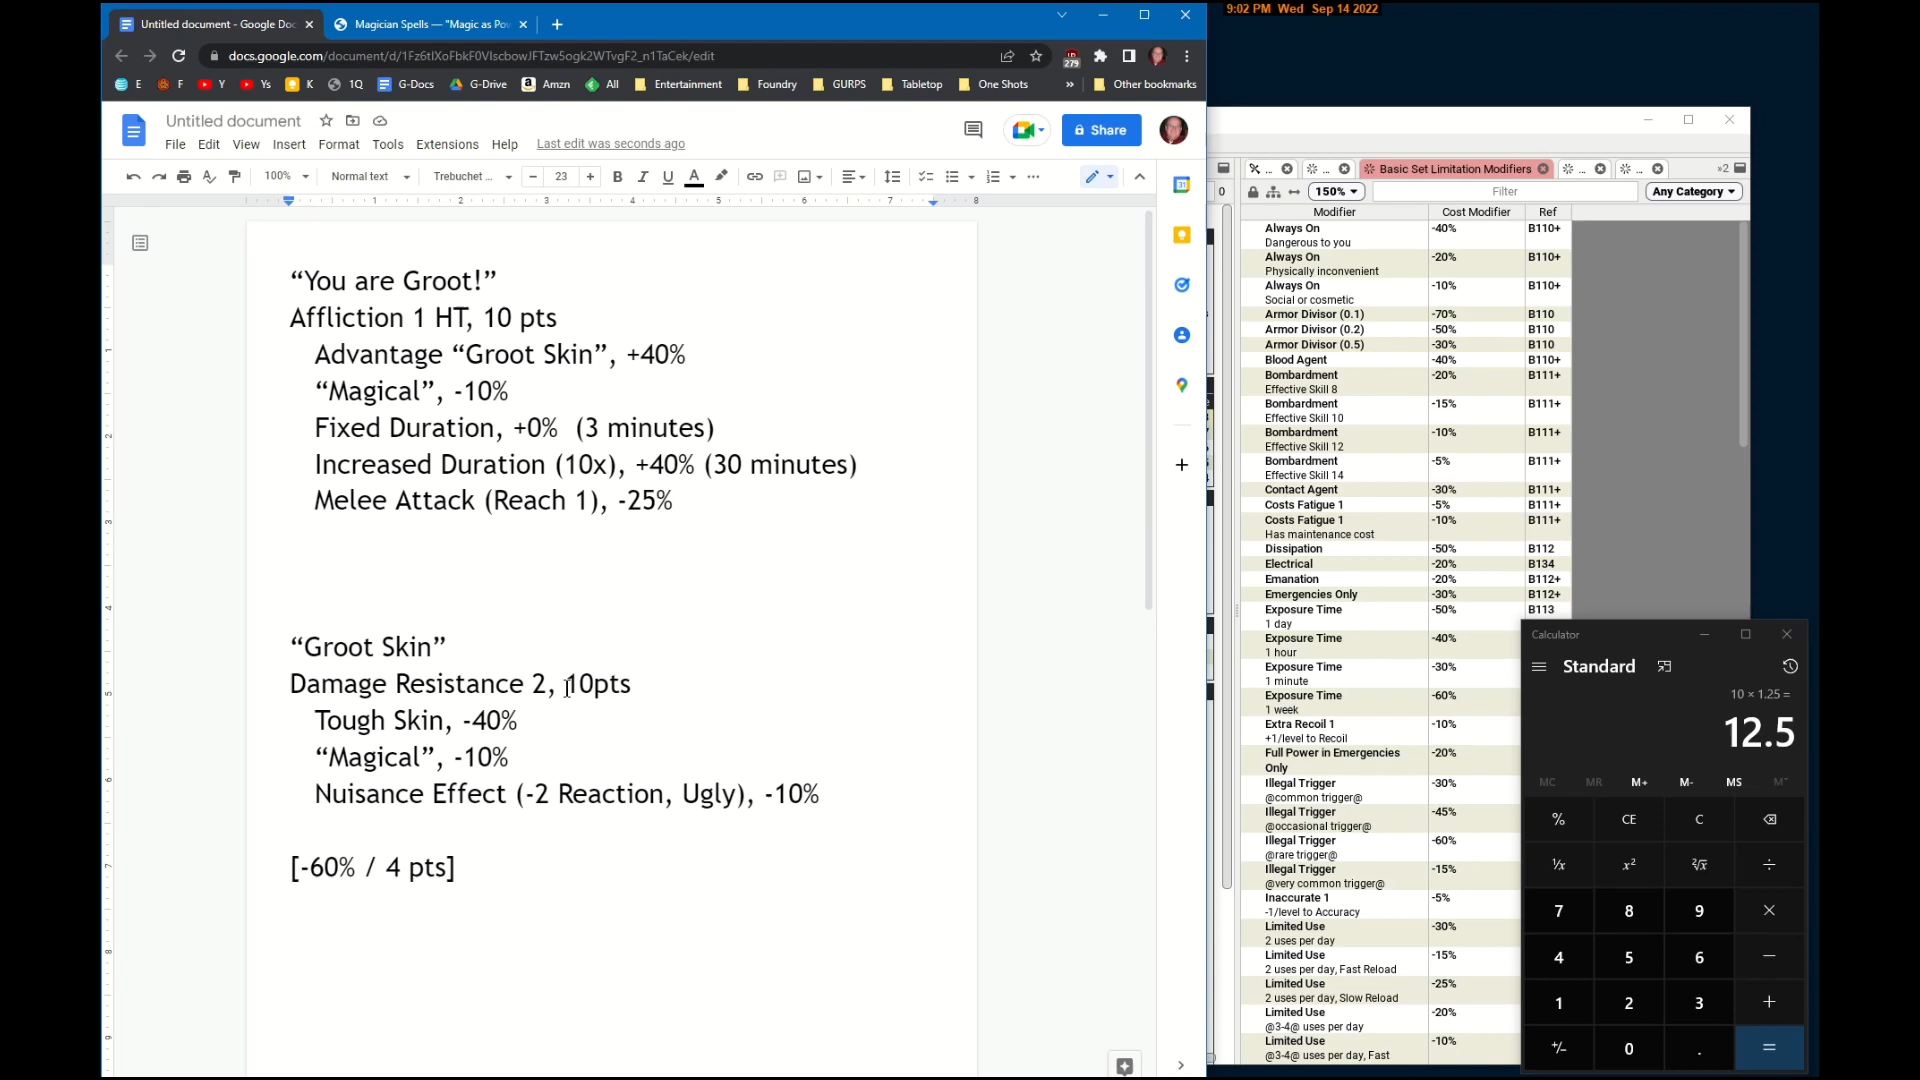 9:02 PM Wed Sep 14 2022
Untitled document - Google Doc
Magician Spells — "Magic as Po
docs.google.com/document/d/1Fz6tlXoFbkF0VIscbowJFTzw5ogk2WTvgF2_n1TaCek/edit
279
E
F
Y
Ys
K
1Q
G-Docs
G-Drive
Amzn
All
Entertainment
Foundry
GURPS
Tabletop
One Shots
»
Other bookmarks
Untitled document
File Edit View Insert Format Tools Extensions Help
Last edit was seconds ago
Share
100%
Normal text
Trebuchet ...
23
“You are Groot!”
Affliction 1 HT, 10 pts
Advantage “Groot Skin”, +40%
“Magical”, -10%
Fixed Duration, +0% (3 minutes)
Increased Duration (10x), +40% (30 minutes)
Melee Attack (Reach 1), -25%
“Groot Skin”
Damage Resistance 2, 10pts
Tough Skin, -40%
“Magical”, -10%
Nuisance Effect (-2 Reaction, Ugly), -10%
[-60% / 4 pts]
Basic Set Limitation Modifiers
»2
150%
Filter
Any Category
Modifier Cost Modifier Ref
Always On -40% B110+
Dangerous to you
Always On -20% B110+
Physically inconvenient
Always On -10% B110+
Social or cosmetic
Armor Divisor (0.1) -70% B110
Armor Divisor (0.2) -50% B110
Armor Divisor (0.5) -30% B110
Blood Agent -40% B110+
Bombardment -20% B111+
Effective Skill 8
Bombardment -15% B111+
Effective Skill 10
Bombardment -10% B111+
Effective Skill 12
Bombardment -5% B111+
Effective Skill 14
Contact Agent -30% B111+
Costs Fatigue 1 -5% B111+
Costs Fatigue 1 -10% B111+
Has maintenance cost
Dissipation -50% B112
Electrical -20% B134
Emanation -20% B112+
Emergencies Only -30% B112+
Exposure Time -50% B113
1 day
Exposure Time -40%
1 hour
Exposure Time -30%
1 minute
Exposure Time -60%
1 week
Extra Recoil 1 -10%
+1/level to Recoil
Full Power in Emergencies -20%
Only
Illegal Trigger -30%
@common trigger@
Illegal Trigger -45%
@occasional trigger@
Illegal Trigger -60%
@rare trigger@
Illegal Trigger -15%
@very common trigger@
Inaccurate 1 -5%
-1/level to Accuracy
Limited Use -30%
2 uses per day
Limited Use -15%
2 uses per day, Fast Reload
Limited Use -25%
2 uses per day, Slow Reload
Limited Use -20%
@3-4@ uses per day
Limited Use -10%
@3-4@ uses per day, Fast
Calculator
Standard
10 × 1.25 =
12.5
MC MR M+ M- MS
% CE C
¹/x x² ²√x ÷
7 8 9 ×
4 5 6 −
1 2 3 +
+/- 0 . =